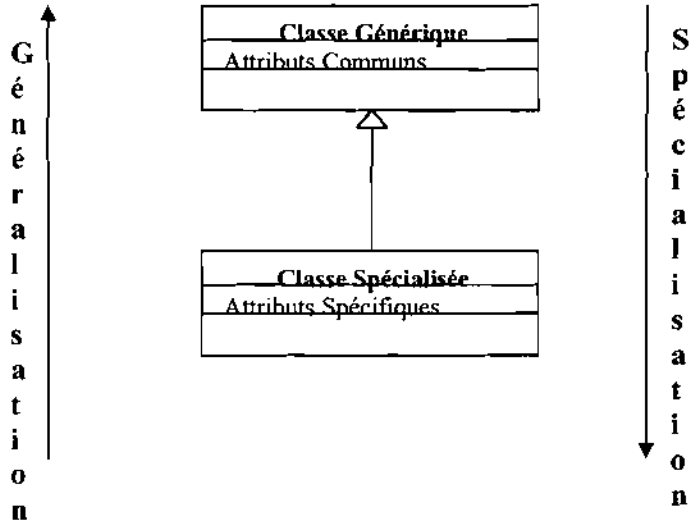 Généralisation
Classe Générique
Attributs Communs
Classe Spécialisée
Attributs Spécifiques
Spécialisation